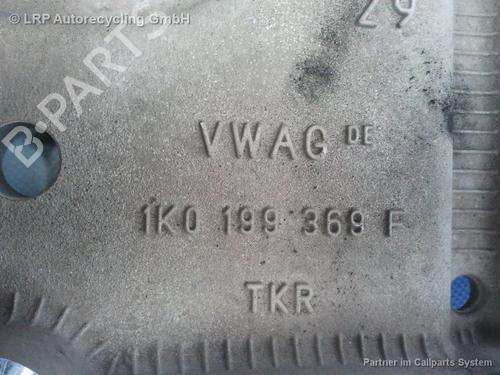 © LRP Autorecycling GmbH
29
B-PARTS
VWAG DE
1K0 199 369 F
TKR
Partner im Callparts System